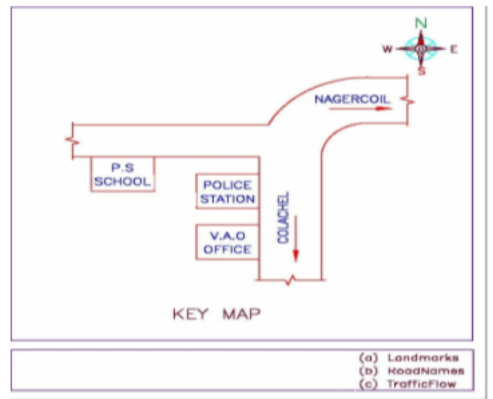 N
W E
S
NAGERCOIL
P.S
SCHOOL
POLICE
STATION
COLACHEL
V.A.O
OFFICE
KEY MAP
(a) Landmarks
(b) RoadNames
(c) TrafficFlow